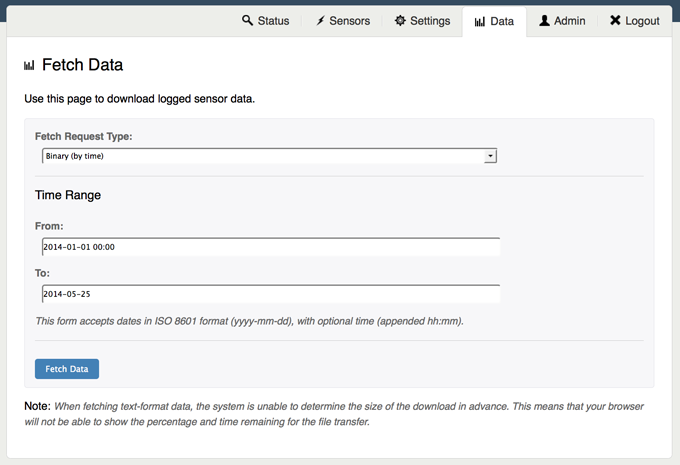 Status Sensors Settings Data Admin Logout
Fetch Data
Use this page to download logged sensor data.
Fetch Request Type:
Binary (by time)
Time Range
From:
2014-01-01 00:00
To:
2014-05-25
This form accepts dates in ISO 8601 format (yyyy-mm-dd), with optional time (appended hh:mm).
Fetch Data
Note: When fetching text-format data, the system is unable to determine the size of the download in advance. This means that your browser
will not be able to show the percentage and time remaining for the file transfer.